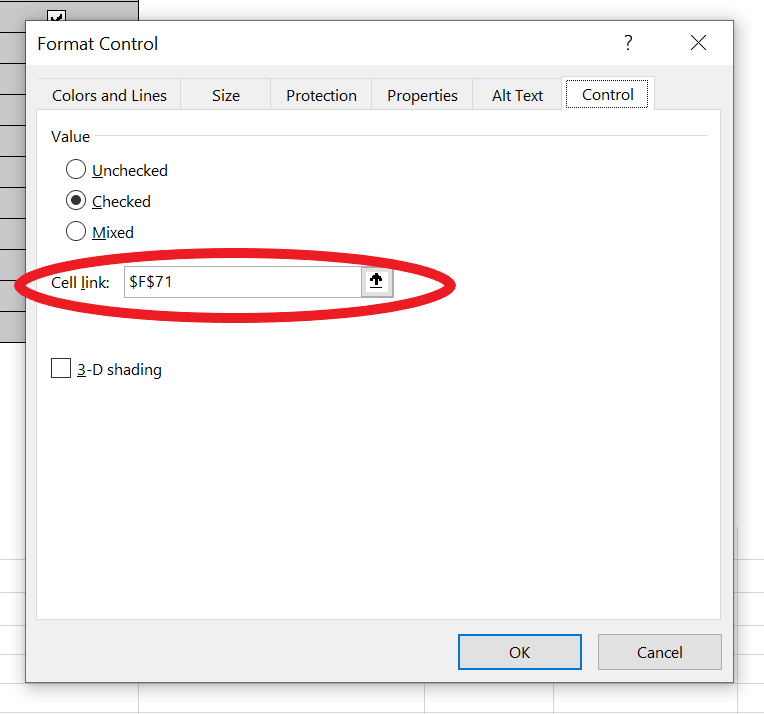 Format Control ?
Colors and Lines Size Protection Properties Alt Text Control
Value
Unchecked
Checked
Mixed
Cell link: $F$71
3-D shading
OK Cancel